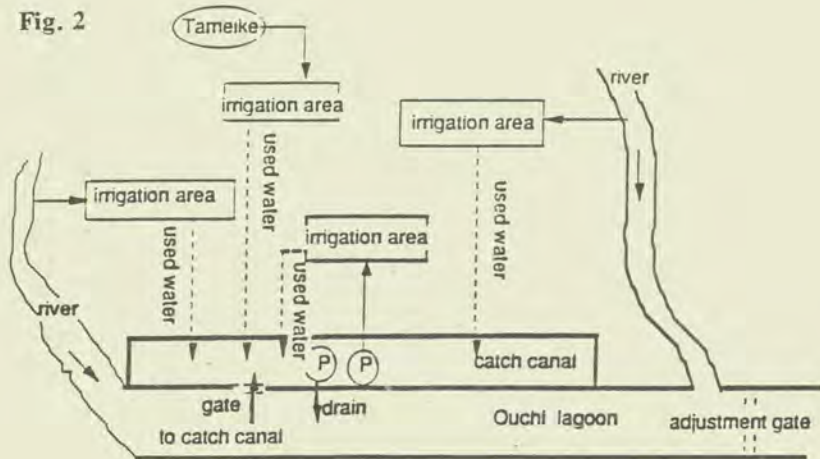 Fig. 2
Tameike
river
irrigation area
irrigation area
used water
irrigation area
used water
irrigation area
used water
used water
river
P
P
catch canal
gate
drain
Ouchi lagoon
adjustment gate
to catch canal